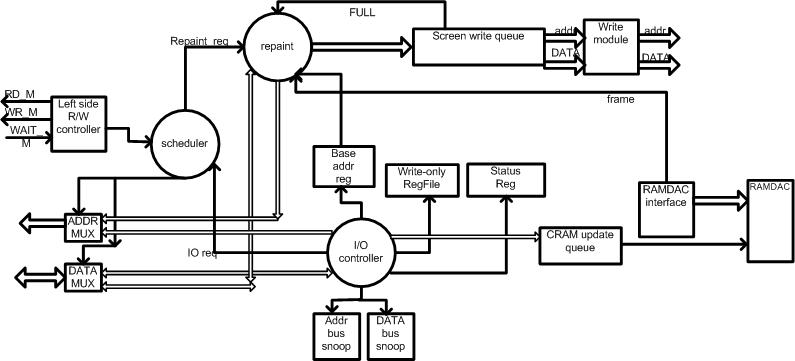 FULL
Repaint_req
repaint
Screen write queue
addr
DATA
Write
module
addr
DATA
RD_M
WR_M
WAIT_
M
Left side
R/W
controller
scheduler
frame
Base
addr
reg
Write-only
RegFile
Status
Reg
RAMDAC
interface
RAMDAC
ADDR
MUX
IO req
I/O
controller
CRAM update
queue
DATA
MUX
Addr
bus
snoop
DATA
bus
snoop